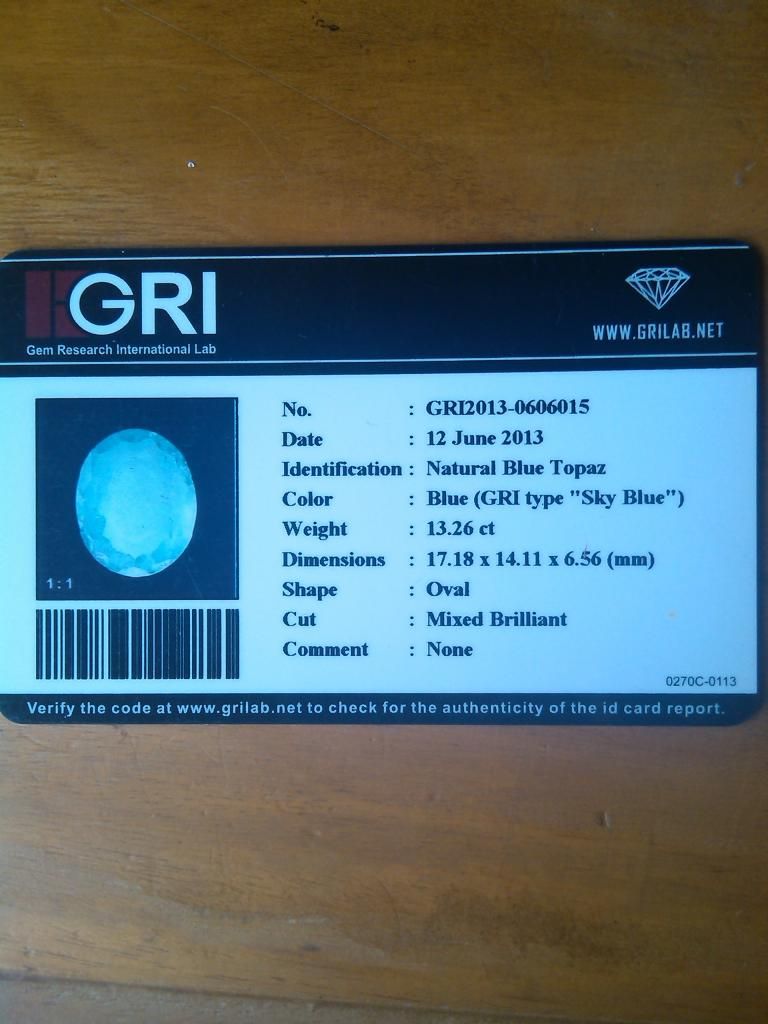 GRI
Gem Research International Lab
WWW.GRILAB.NET
No. : GRI2013-0606015
Date : 12 June 2013
Identification : Natural Blue Topaz
Color : Blue (GRI type "Sky Blue")
Weight : 13.26 ct
Dimensions : 17.18 x 14.11 x 6.56 (mm)
Shape : Oval
Cut : Mixed Brilliant
Comment : None
1:1
0270C-0113
Verify the code at www.grilab.net to check for the authenticity of the id card report.